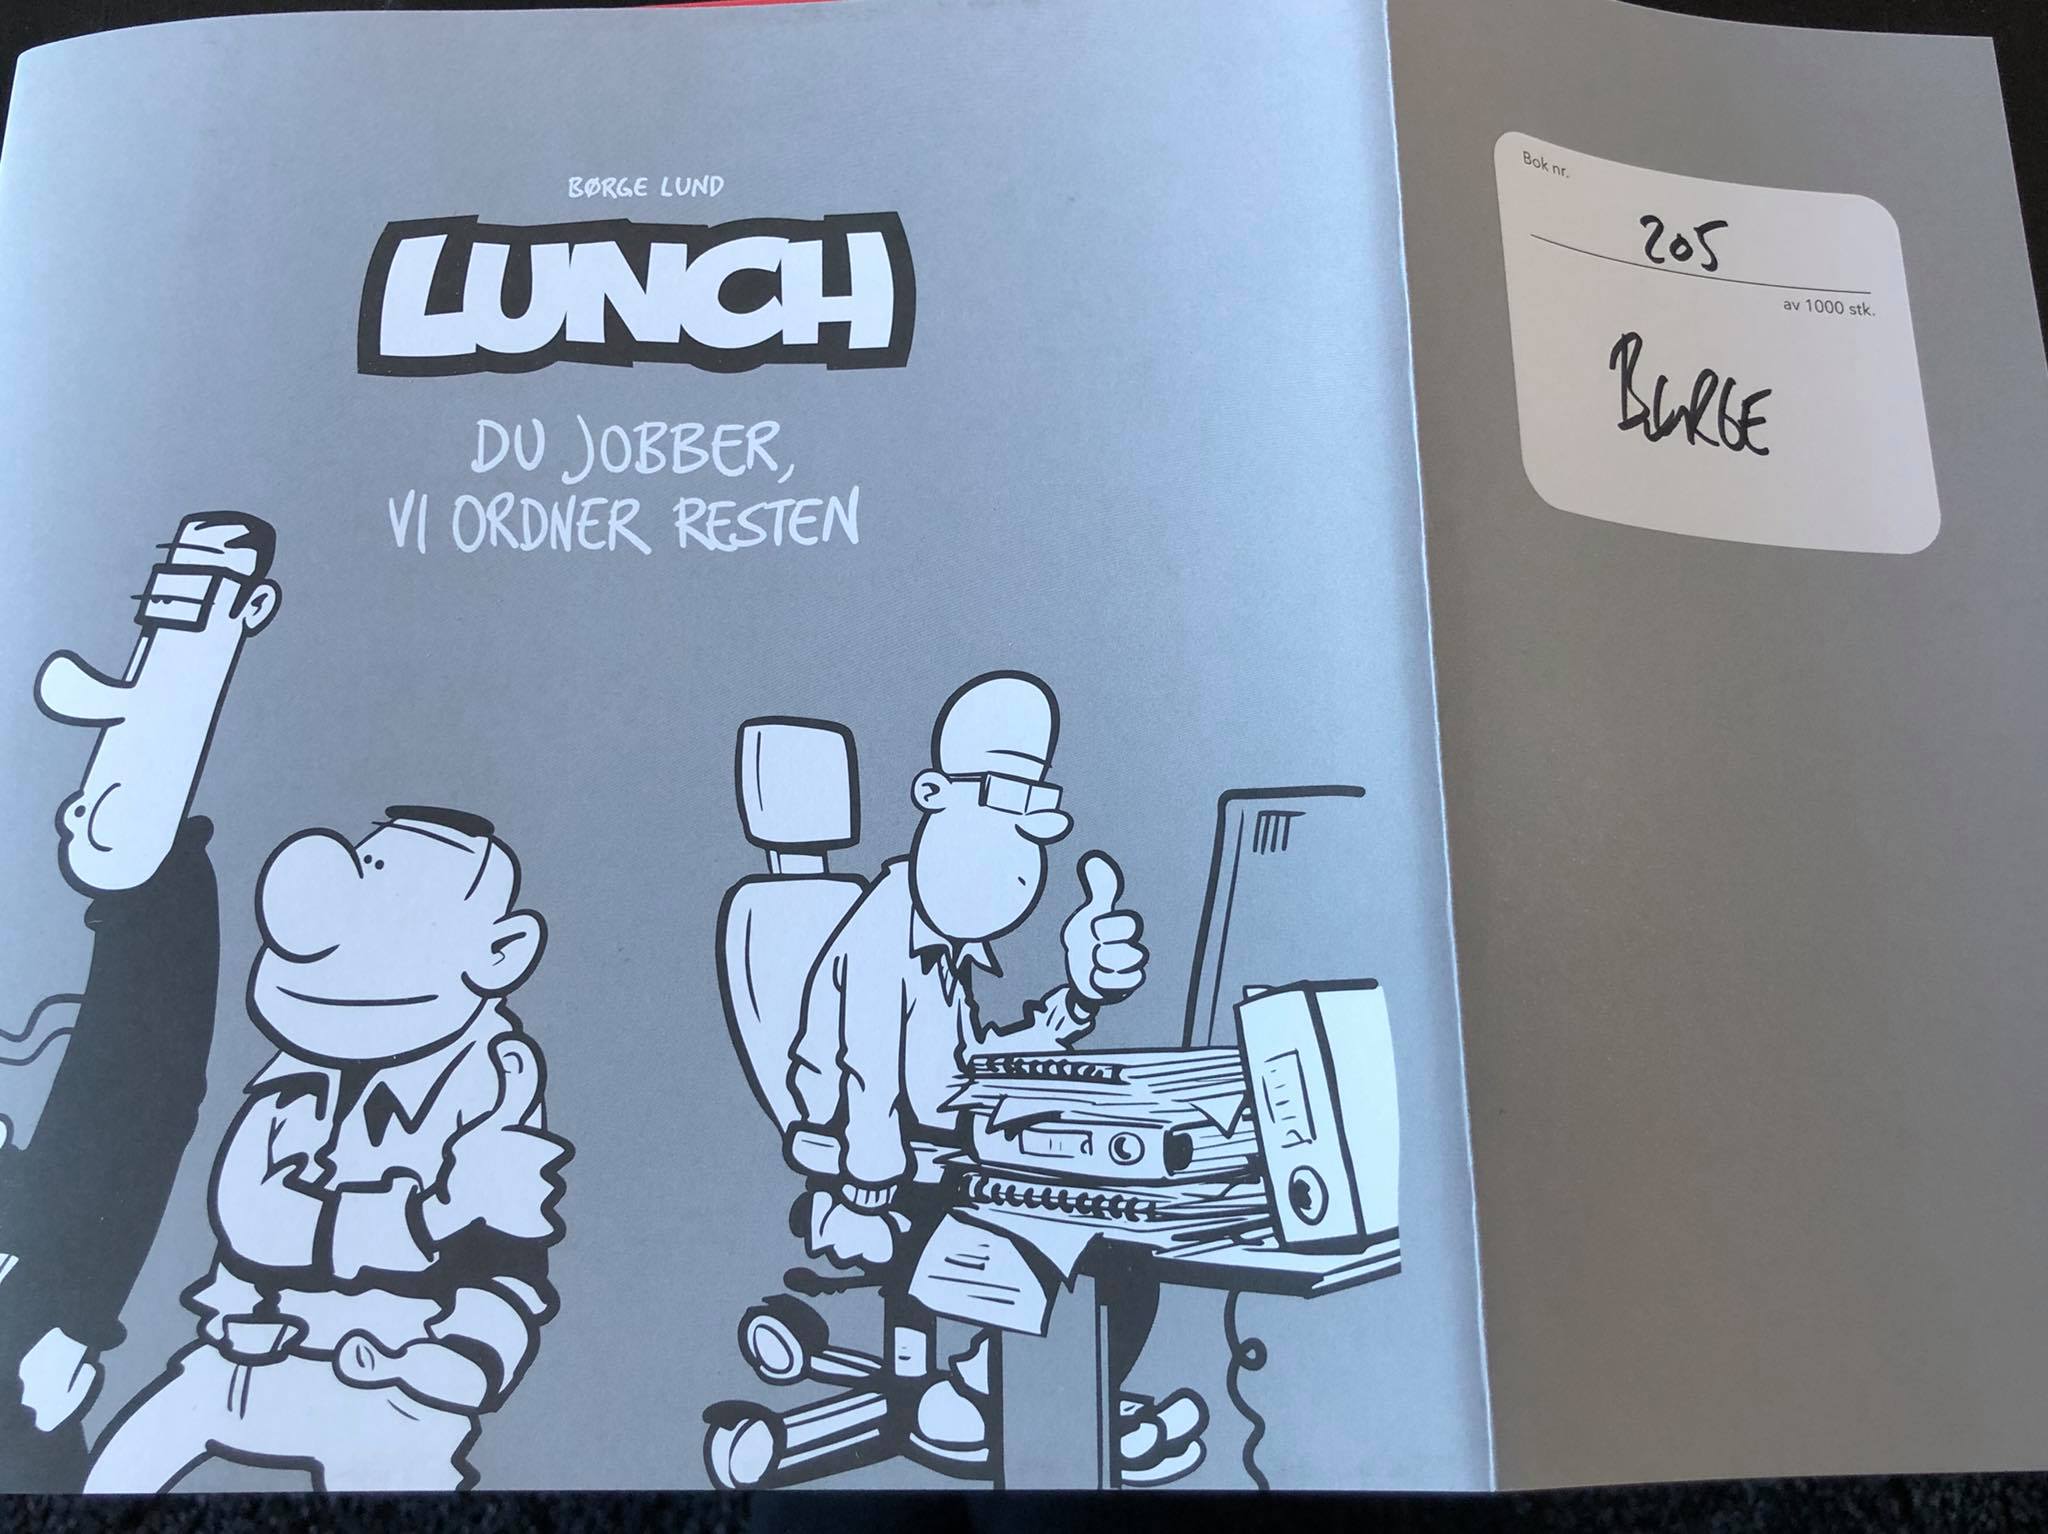 BØRGE LUND
LUNCH
DU JOBBER,
VI ORDNER RESTEN
Bok nr.
205
av 1000 stk.
BØRGE